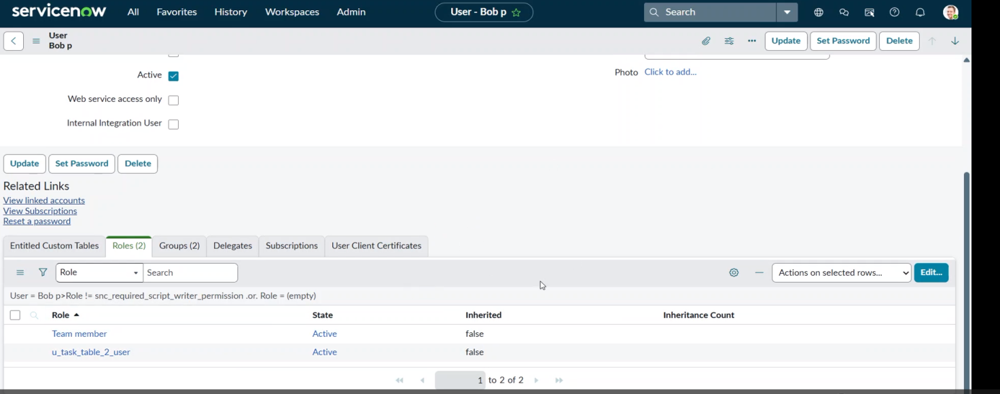 servicenow All Favorites History Workspaces Admin User - Bob p Search
User
Bob p
Update Set Password Delete
Active
Photo Click to add...
Web service access only
Internal Integration User
Update Set Password Delete
Related Links
View linked accounts
View Subscriptions
Reset a password
Entitled Custom Tables Roles (2) Groups (2) Delegates Subscriptions User Client Certificates
Role Search Actions on selected rows... Edit...
User = Bob p>Role != snc_required_script_writer_permission .or. Role = (empty)
Role State Inherited Inheritance Count
Team member Active false
u_task_table_2_user Active false
1 to 2 of 2